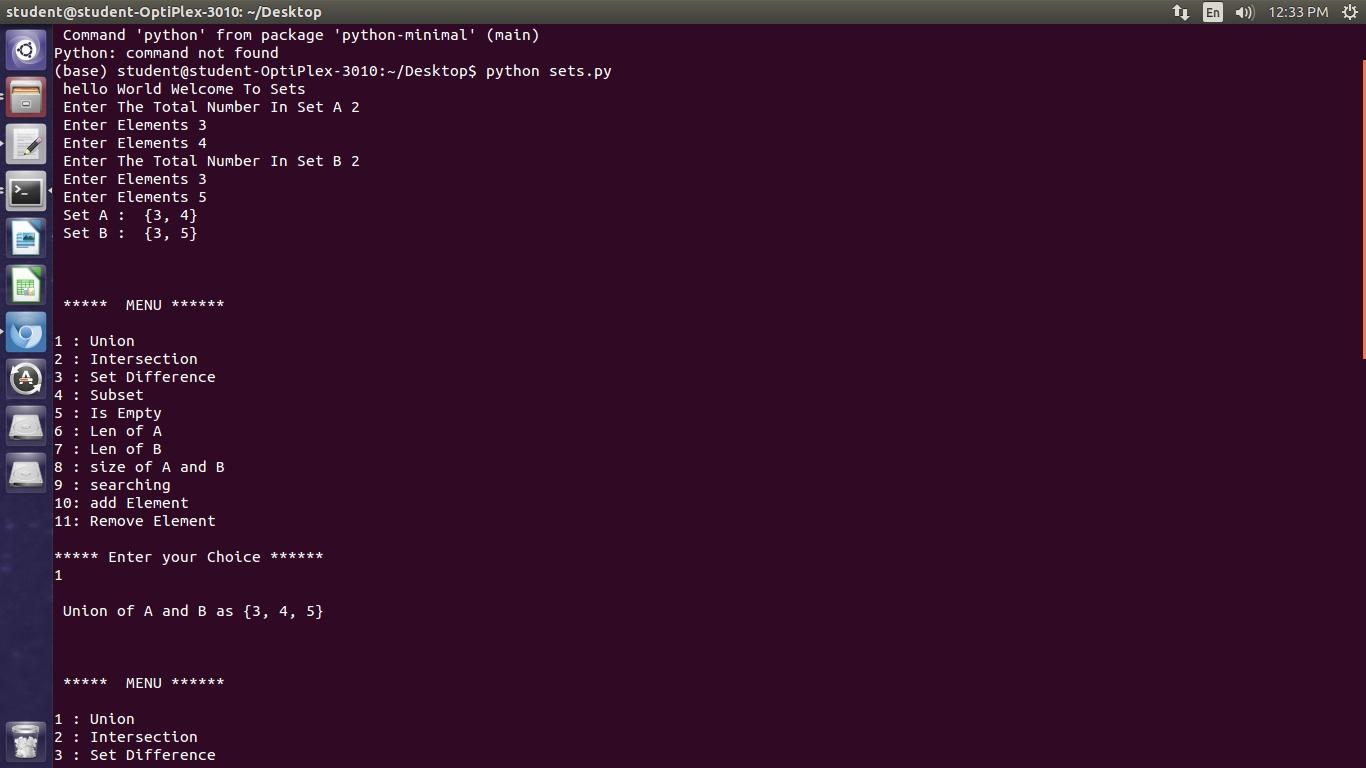 student@student-OptiPlex-3010: ~/Desktop
En
12:33 PM
Command 'python' from package 'python-minimal' (main)
Python: command not found
(base) student@student-OptiPlex-3010:~/Desktop$ python sets.py
hello World Welcome To Sets
Enter The Total Number In Set A 2
Enter Elements 3
Enter Elements 4
Enter The Total Number In Set B 2
Enter Elements 3
Enter Elements 5
Set A :  {3, 4}
Set B :  {3, 5}
*****  MENU ******
1 : Union
2 : Intersection
3 : Set Difference
4 : Subset
5 : Is Empty
6 : Len of A
7 : Len of B
8 : size of A and B
9 : searching
10: add Element
11: Remove Element
***** Enter your Choice ******
1
Union of A and B as {3, 4, 5}
*****  MENU ******
1 : Union
2 : Intersection
3 : Set Difference